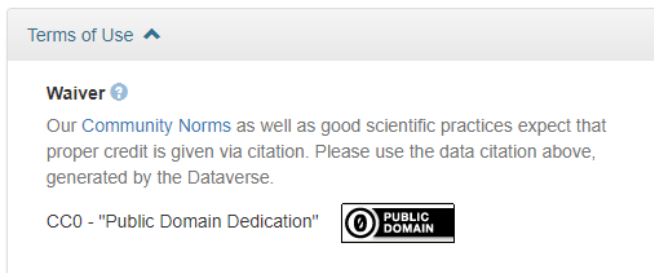 Terms of Use
Waiver ?
Our Community Norms as well as good scientific practices expect that
proper credit is given via citation. Please use the data citation above,
generated by the Dataverse.
CC0 - "Public Domain Dedication" 0 PUBLIC
DOMAIN